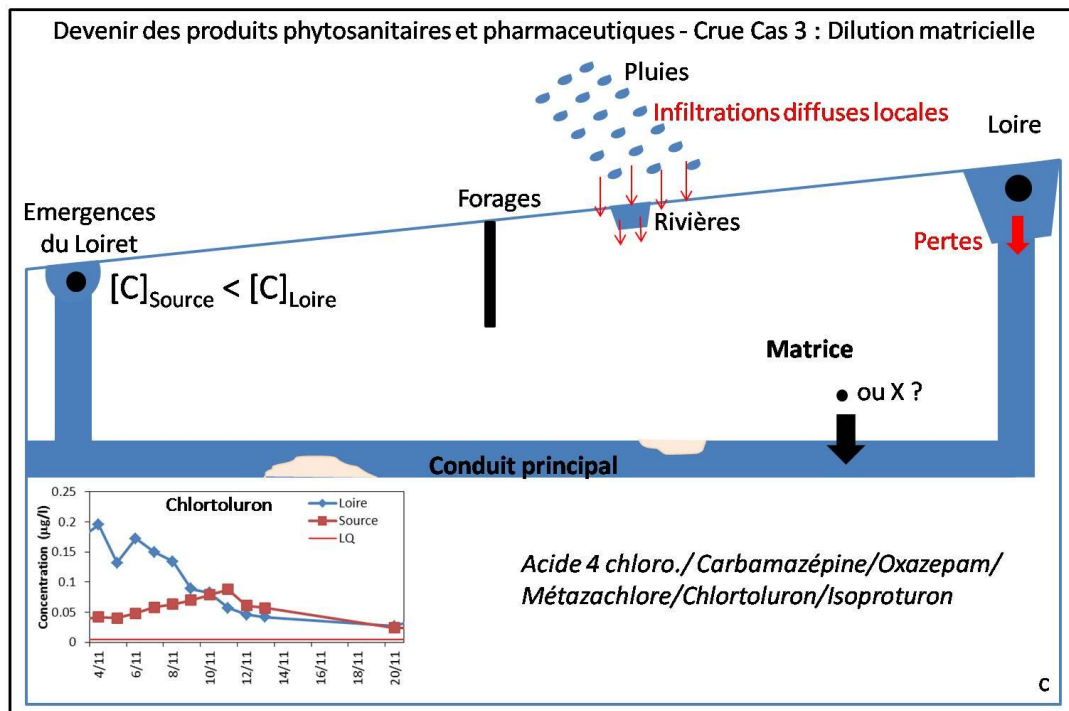 Devenir des produits phytosanitaires et pharmaceutiques - Crue Cas 3 : Dilution matricielle
Pluies
Infiltrations diffuses locales
Loire
Emergences
du Loiret
Forages
Rivières
Pertes
[C]Source < [C]Loire
Matrice
ou X ?
Conduit principal
Chlortoluron
Loire
Source
LQ
Concentration (µg/l)
0.25
0.2
0.15
0.1
0.05
0
4/11
6/11
8/11
10/11
12/11
14/11
16/11
18/11
20/11
Acide 4 chloro./ Carbamazépine/Oxazepam/
Métazachlore/Chlortoluron/Isoproturon
c